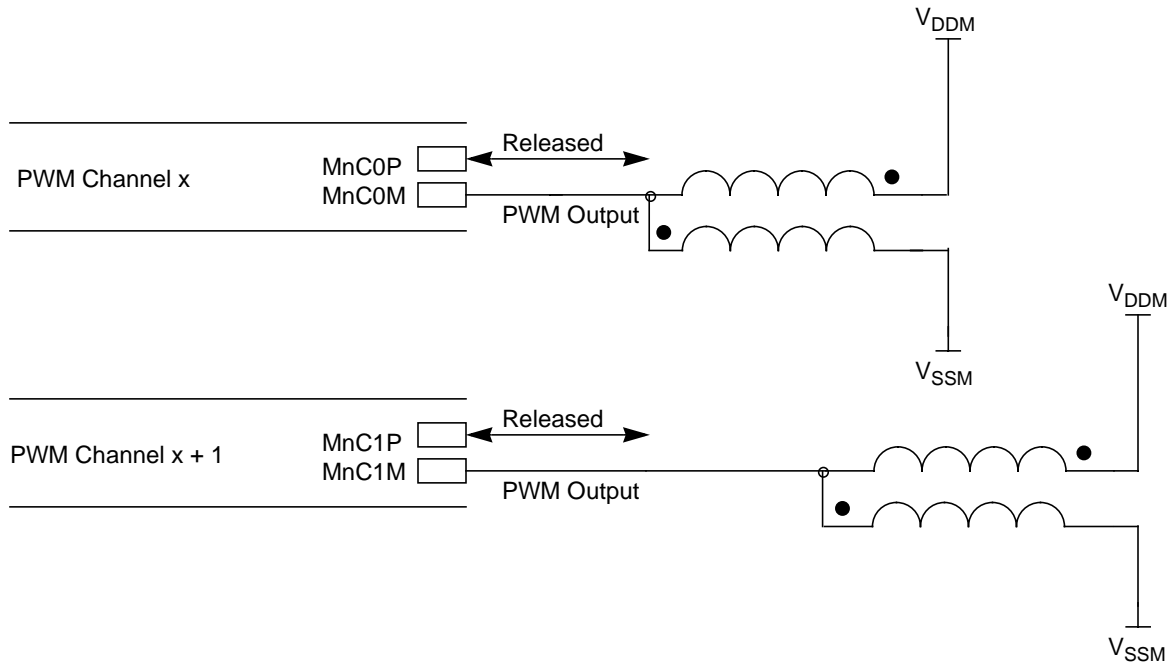 VDDM
Released
MnC0P
PWM Channel x
MnC0M
PWM Output
VDDM
VSSM
Released
MnC1P
PWM Channel x + 1
MnC1M
PWM Output
VSSM